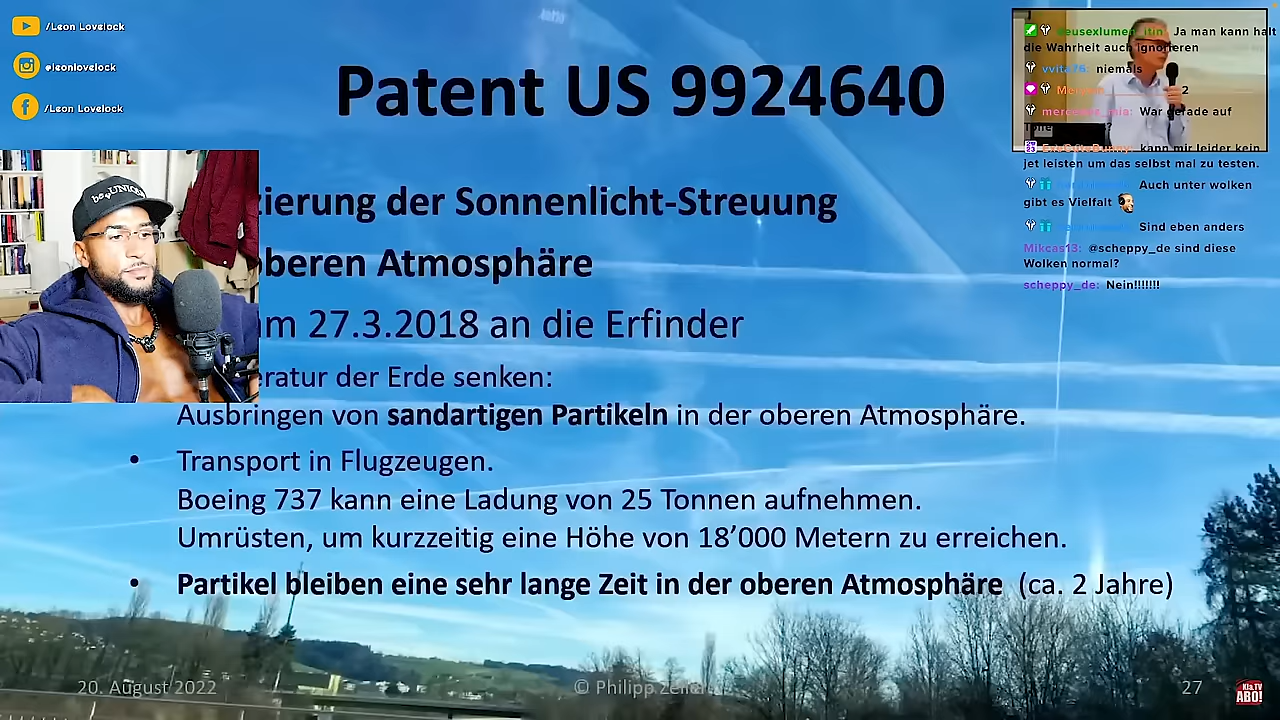 /Leon Lovelock
@leonlovelock
/Leon Lovelock
Patent US 9924640
zierung der Sonnenlicht-Streuung
oberen Atmosphäre
am 27.3.2018 an die Erfinder
eratur der Erde senken:
Ausbringen von sandartigen Partikeln in der oberen Atmosphäre.
• Transport in Flugzeugen.
Boeing 737 kann eine Ladung von 25 Tonnen aufnehmen.
Umrüsten, um kurzzeitig eine Höhe von 18’000 Metern zu erreichen.
• Partikel bleiben eine sehr lange Zeit in der oberen Atmosphäre (ca. 2 Jahre)
20. August 2022
© Philipp
27
Kla.TV
ABO!
beUNIQUE
Ja man kann halt
die Wahrheit auch ignorieren
niemals
2
War gerade auf
kann mir leider kein
jet leisten um das selbst mal zu testen.
Auch unter wolken
gibt es Vielfalt
Sind eben anders
Mikcas13: @scheppy_de sind diese
Wolken normal?
scheppy_de: Nein!!!!!!!